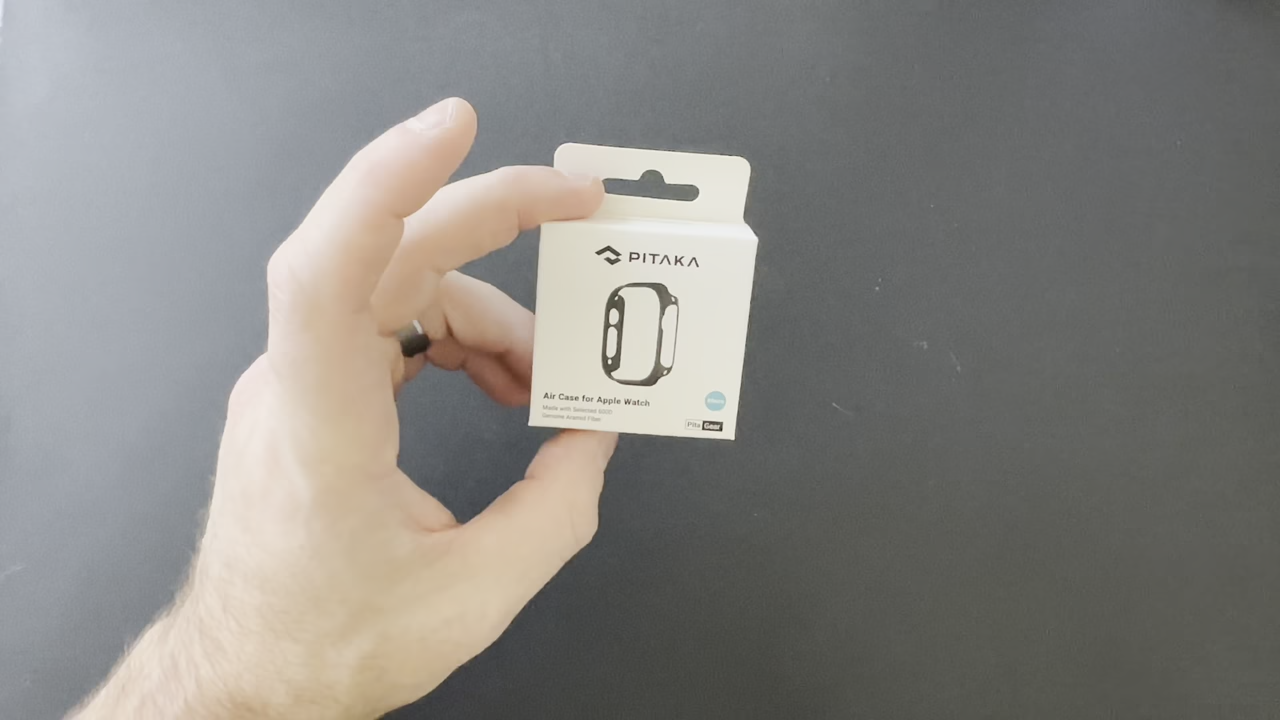 PITAKA
Air Case for Apple Watch
Made with Selected 600D
Genuine Aramid Fiber
Pita Gear